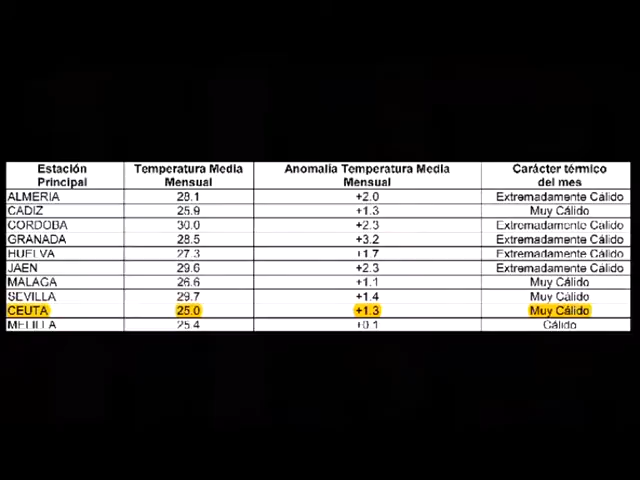 Estación Principal Temperatura Media Mensual Anomalia Temperatura Media Mensual Carácter térmico del mes
ALMERIA 28.1 +2.0 Extremadamente Cálido
CADIZ 25.9 +1.3 Muy Cálido
CORDOBA 30.0 +2.3 Extremadamente Cálido
GRANADA 28.5 +3.2 Extremadamente Cálido
HUELVA 27.3 +1.7 Extremadamente Cálido
JAEN 29.6 +2.3 Extremadamente Cálido
MALAGA 26.6 +1.1 Muy Cálido
SEVILLA 29.7 +1.4 Muy Cálido
CEUTA 25.0 +1.3 Muy Cálido
MELILLA 25.4 +0.1 Cálido